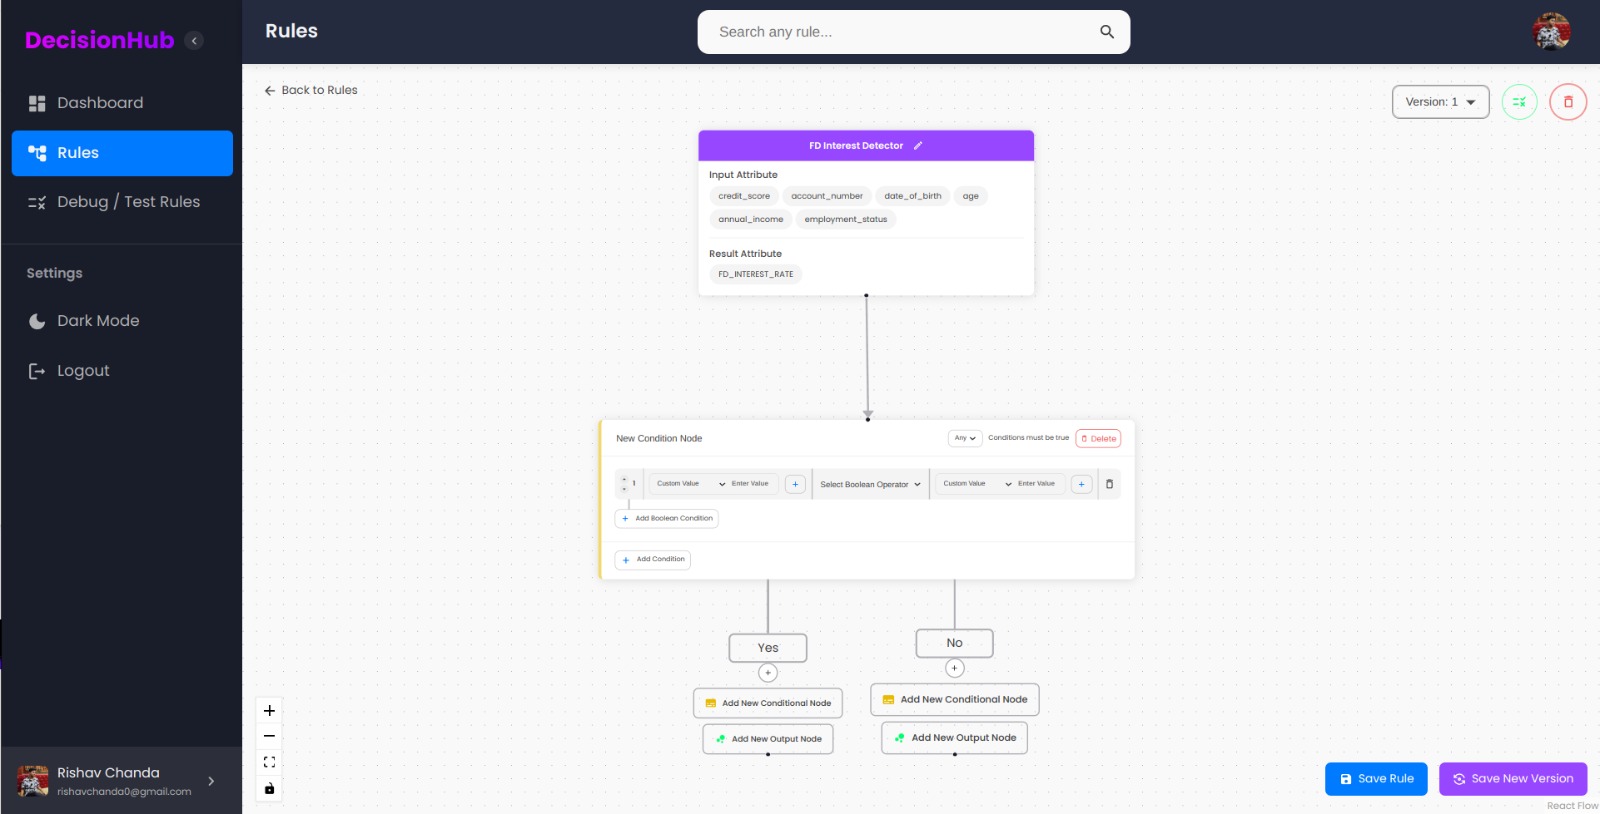 DecisionHub
Rules
Search any rule...
Dashboard
Rules
Debug / Test Rules
Settings
Dark Mode
Logout
Rishav Chanda
rishavchanda0@gmail.com
Back to Rules
Version: 1
FD Interest Detector
Input Attribute
credit_score account_number date_of_birth age
annual_income employment_status
Result Attribute
FD_INTEREST_RATE
New Condition Node Any Conditions must be true Delete
1 Custom Value Enter Value + Select Boolean Operator Custom Value Enter Value +
+ Add Boolean Condition
+ Add Condition
Yes
+
Add New Conditional Node
Add New Output Node
No
+
Add New Conditional Node
Add New Output Node
Save Rule Save New Version
React Flow